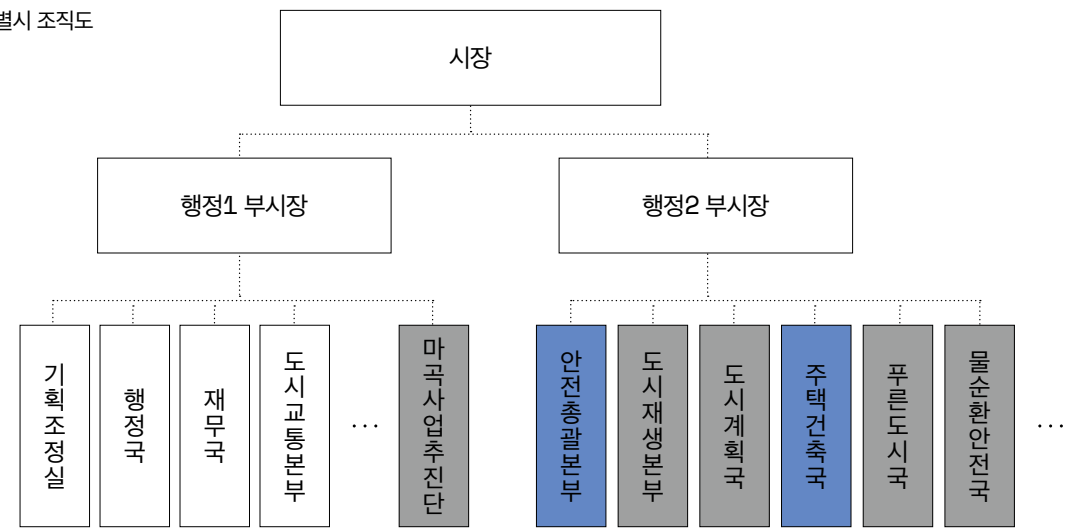 별시 조직도
시장
행정1 부시장
행정2 부시장
기획조정실
행정국
재무국
도시교통본부
...
마곡사업추진단
안전총괄본부
도시재생본부
도시계획국
주택건축국
푸른도시국
물순환안전국
...